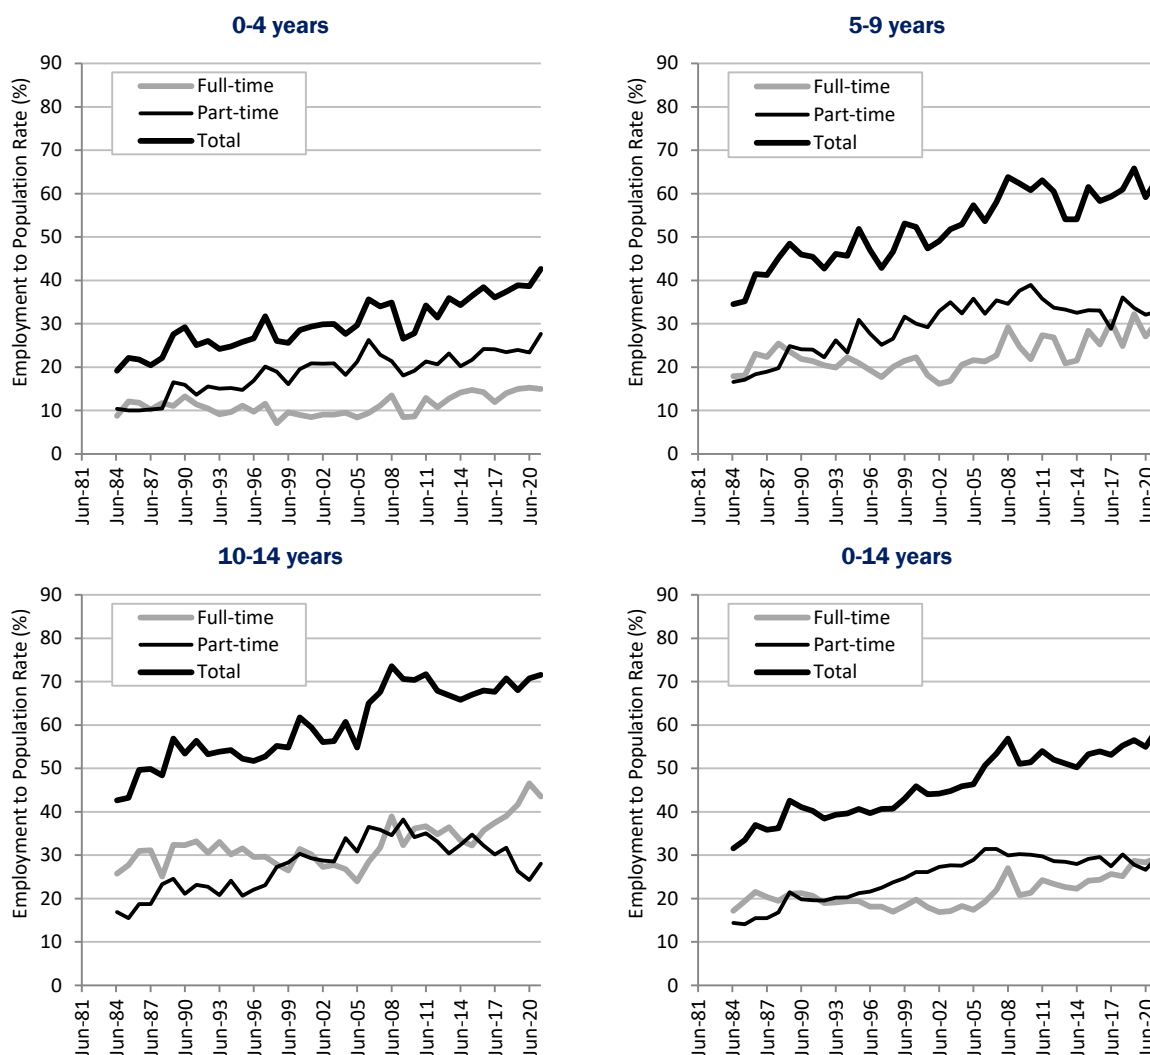 0-4 years
Employment to Population Rate (%)
90
80
70
60
50
40
30
20
10
0
Full-time
Part-time
Total
Jun-81
Jun-84
Jun-87
Jun-90
Jun-93
Jun-96
Jun-99
Jun-02
Jun-05
Jun-08
Jun-11
Jun-14
Jun-17
Jun-20
5-9 years
Employment to Population Rate (%)
90
80
70
60
50
40
30
20
10
0
Full-time
Part-time
Total
Jun-81
Jun-84
Jun-87
Jun-90
Jun-93
Jun-96
Jun-99
Jun-02
Jun-05
Jun-08
Jun-11
Jun-14
Jun-17
Jun-20
10-14 years
Employment to Population Rate (%)
90
80
70
60
50
40
30
20
10
0
Full-time
Part-time
Total
Jun-81
Jun-84
Jun-87
Jun-90
Jun-93
Jun-96
Jun-99
Jun-02
Jun-05
Jun-08
Jun-11
Jun-14
Jun-17
Jun-20
0-14 years
Employment to Population Rate (%)
90
80
70
60
50
40
30
20
10
0
Full-time
Part-time
Total
Jun-81
Jun-84
Jun-87
Jun-90
Jun-93
Jun-96
Jun-99
Jun-02
Jun-05
Jun-08
Jun-11
Jun-14
Jun-17
Jun-20